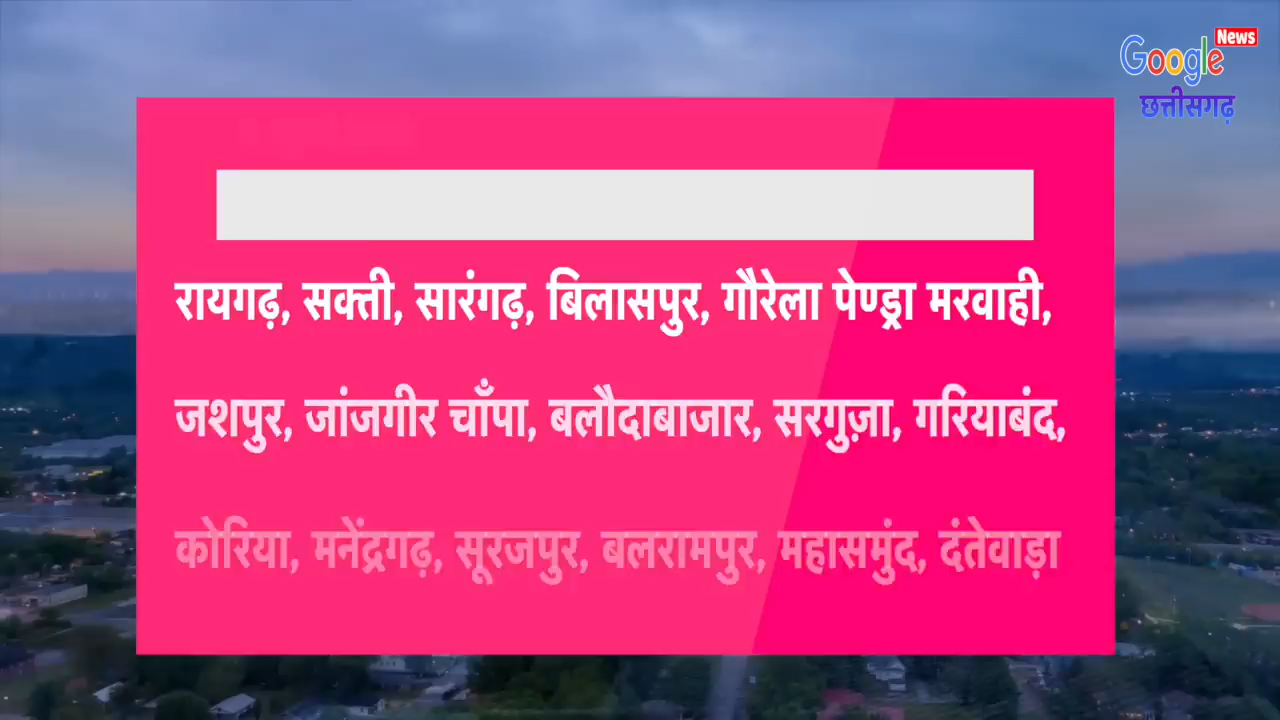 Google News
छत्तीसगढ़
रायगढ़, सक्ती, सारंगढ़, बिलासपुर, गौरेला पेण्ड्रा मरवाही,
जशपुर, जांजगीर चाँपा, बलौदाबाजार, सरगुज़ा, गरियाबंद,
कोरिया, मनेंद्रगढ़, सूरजपुर, बलरामपुर, महासमुंद, दंतेवाड़ा